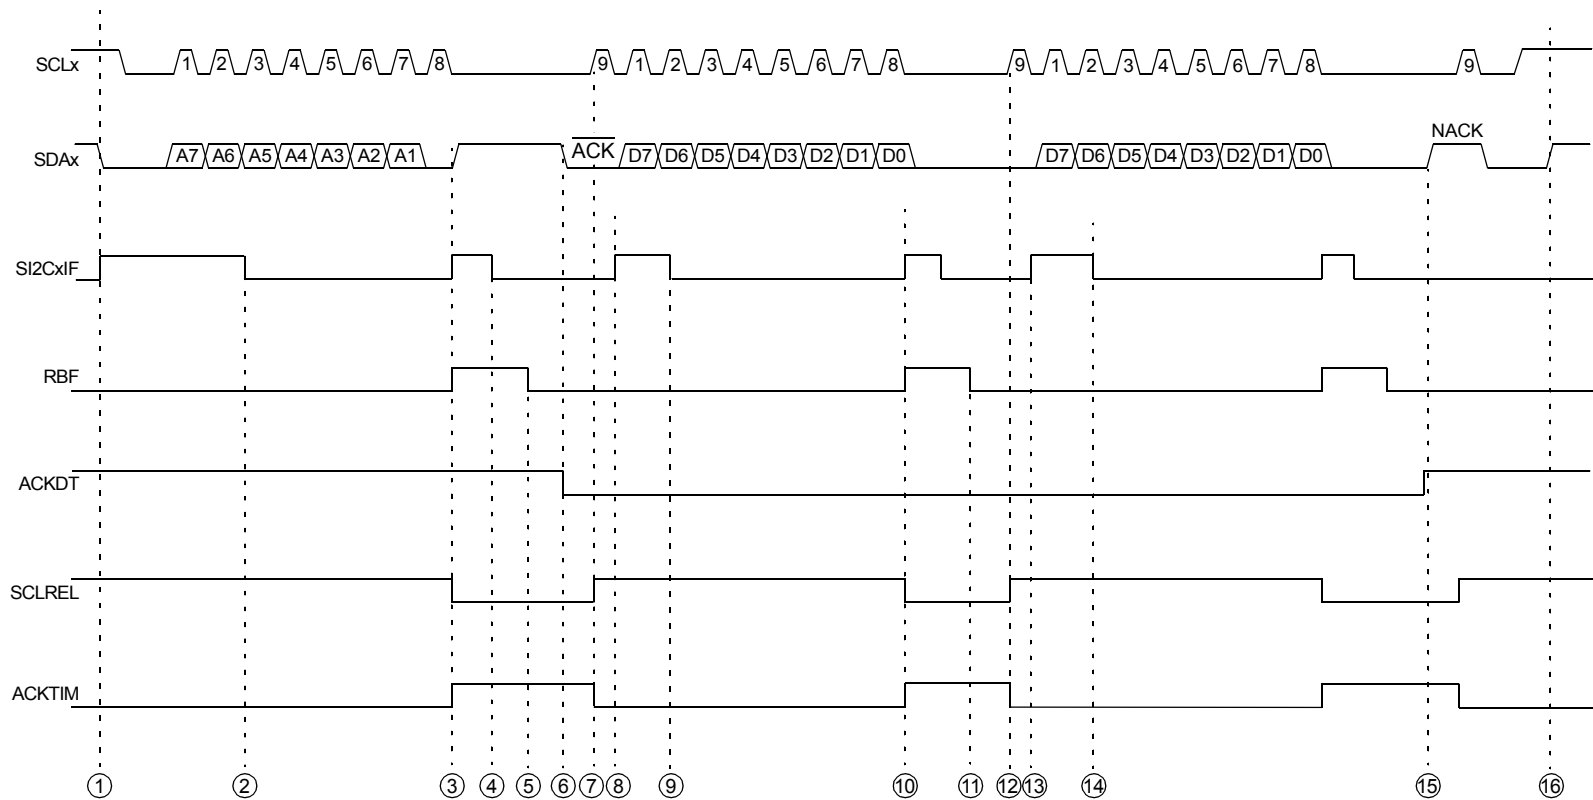 SCLx 1 2 3 4 5 6 7 8 9 1 2 3 4 5 6 7 8 9 1 2 3 4 5 6 7 8 9
NACK
SDAx A7 A6 A5 A4 A3 A2 A1 ACK D7 D6 D5 D4 D3 D2 D1 D0 D7 D6 D5 D4 D3 D2 D1 D0
SI2CxIF
RBF
ACKDT
SCLREL
ACKTIM
1 2 3 4 5 6 7 8 9 10 11 12 13 14 15 16